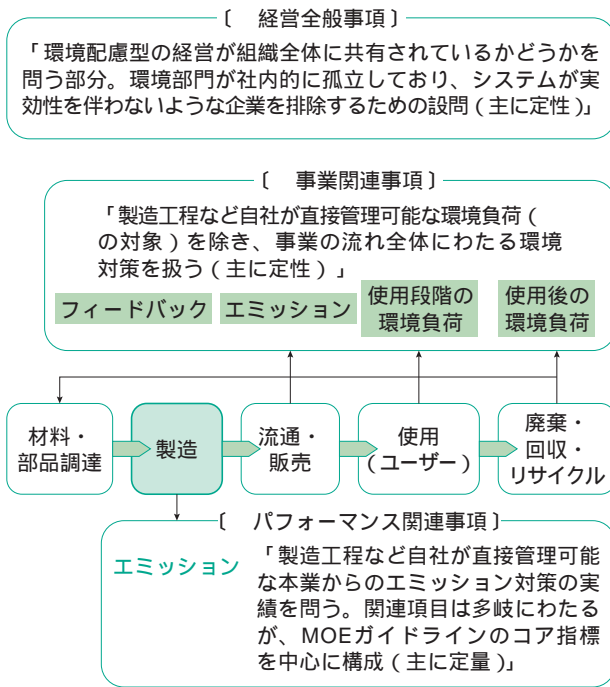 〔　経営全般事項〕
「環境配慮型の経営が組織全体に共有されているかどうかを
問う部分。環境部門が社内的に孤立しており、システムが実
効性を伴わないような企業を排除するための設問（主に定性）」
〔　事業関連事項〕
「製造工程など自社が直接管理可能な環境負荷（
の対象）を除き、事業の流れ全体にわたる環境
対策を扱う（主に定性）」
フィードバック
エミッション
使用段階の
環境負荷
使用後の
環境負荷
材料・
部品調達
製造
流通・
販売
使用
（ユーザー）
廃棄・
回収・
リサイクル
〔　パフォーマンス関連事項〕
エミッション
「製造工程など自社が直接管理可能
な本業からのエミッション対策の実
績を問う。関連項目は多岐にわたる
が、MOEガイドラインのコア指標
を中心に構成（主に定量）」